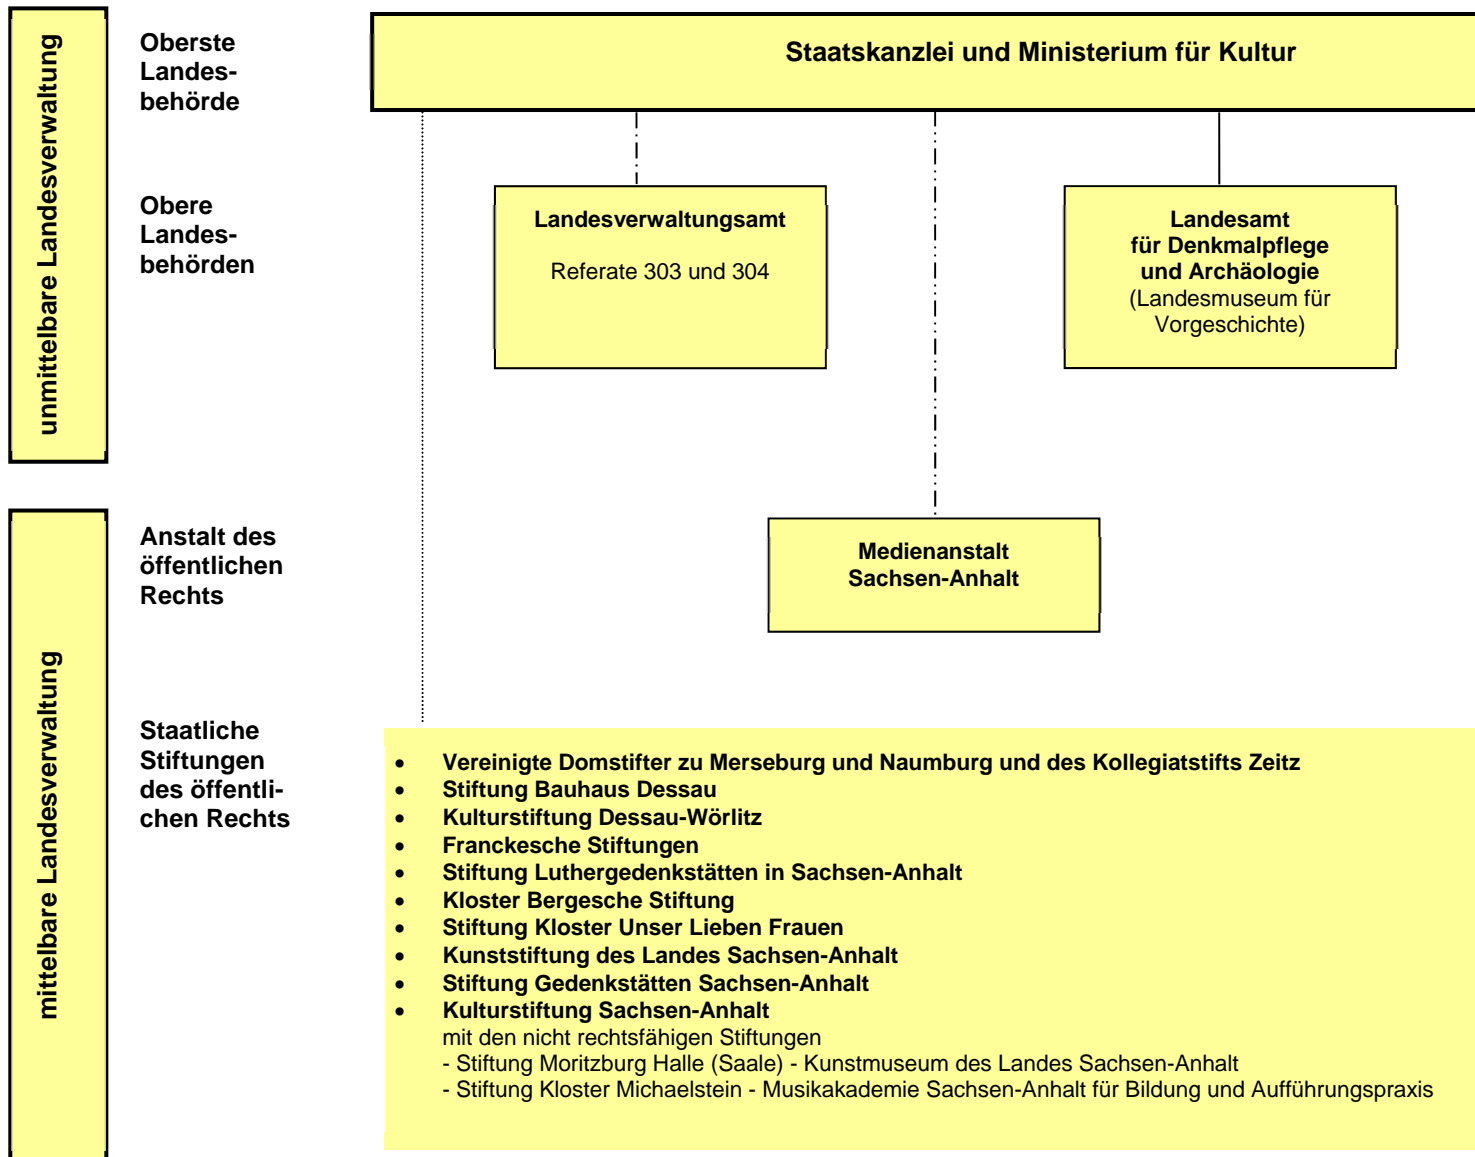 unmittelbare Landesverwaltung
Oberste
Landes-
behörde
Staatskanzlei und Ministerium für Kultur
Obere
Landes-
behörden
Landesverwaltungsamt
Referate 303 und 304
Landesamt
für Denkmalpflege
und Archäologie
(Landesmuseum für
Vorgeschichte)
mittelbare Landesverwaltung
Anstalt des
öffentlichen
Rechts
Medienanstalt
Sachsen-Anhalt
Staatliche
Stiftungen
des öffentli-
chen Rechts
• Vereinigte Domstifter zu Merseburg und Naumburg und des Kollegiatstifts Zeitz
• Stiftung Bauhaus Dessau
• Kulturstiftung Dessau-Wörlitz
• Franckesche Stiftungen
• Stiftung Luthergedenkstätten in Sachsen-Anhalt
• Kloster Bergesche Stiftung
• Stiftung Kloster Unser Lieben Frauen
• Kunststiftung des Landes Sachsen-Anhalt
• Stiftung Gedenkstätten Sachsen-Anhalt
• Kulturstiftung Sachsen-Anhalt
mit den nicht rechtsfähigen Stiftungen
- Stiftung Moritzburg Halle (Saale) - Kunstmuseum des Landes Sachsen-Anhalt
- Stiftung Kloster Michaelstein - Musikakademie Sachsen-Anhalt für Bildung und Aufführungspraxis